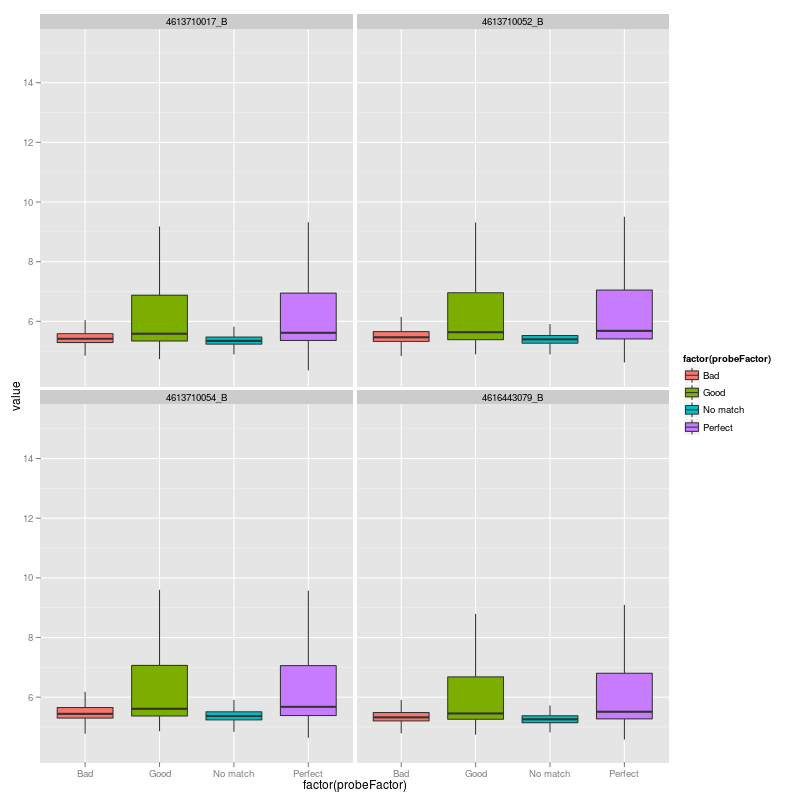 4613710017_B 4613710052_B
14
12
10
8
6
value
4613710054_B 4616443079_B
14
12
10
8
6
Bad Good No match Perfect Bad Good No match Perfect
factor(probeFactor)
factor(probeFactor)
Bad
Good
No match
Perfect